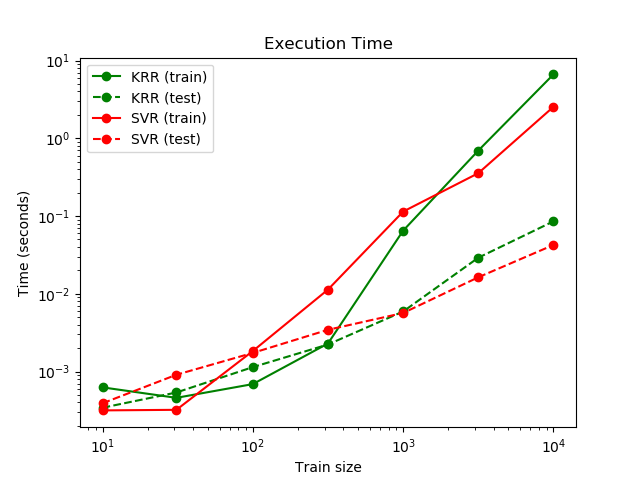 Execution Time
KRR (train)
KRR (test)
SVR (train)
SVR (test)
Time (seconds)
10¹
10⁰
10⁻¹
10⁻²
10⁻³
10¹
10²
10³
10⁴
Train size